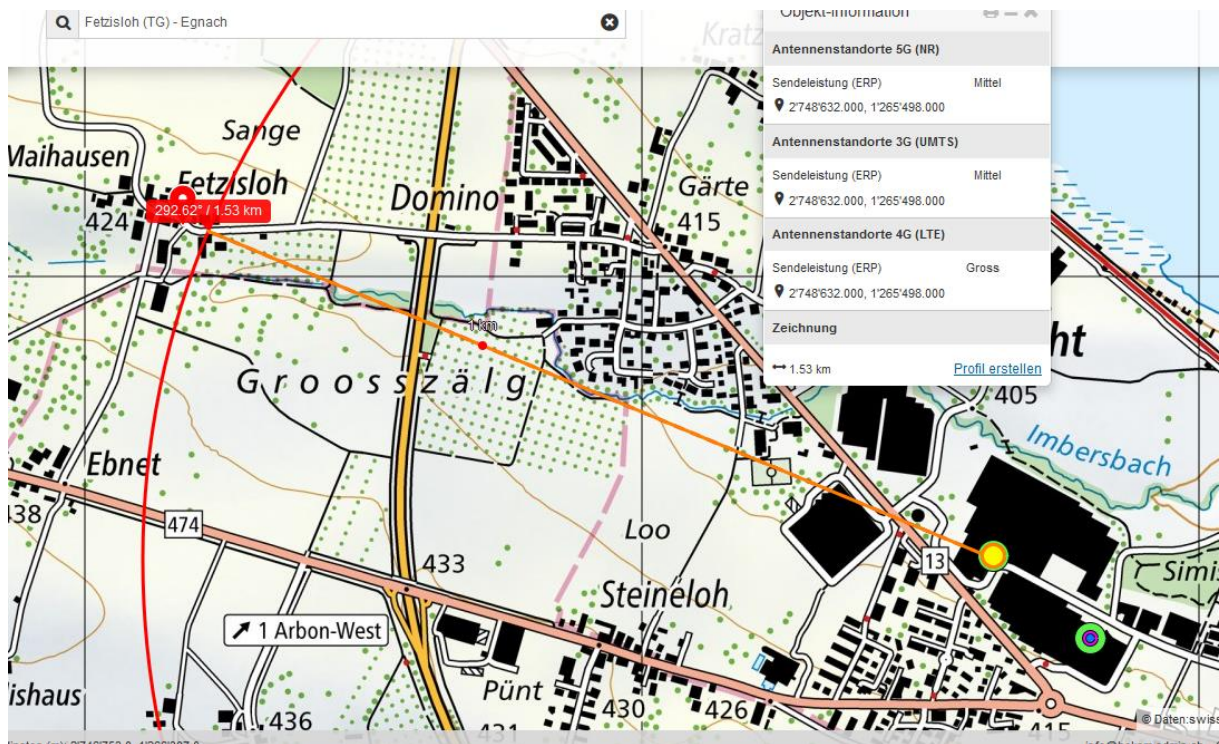 Fetzisloh (TG) - Egnach
Objekt-Information
Antennenstandorte 5G (NR)
Sendeleistung (ERP) Mittel
2'748'632.000, 1'265'498.000
Antennenstandorte 3G (UMTS)
Sendeleistung (ERP) Mittel
2'748'632.000, 1'265'498.000
Antennenstandorte 4G (LTE)
Sendeleistung (ERP) Gross
2'748'632.000, 1'265'498.000
Zeichnung
1.53 km Profil erstellen
Kratz
Sange
Maihausen
Fetzisloh
292.62° / 1.53 km
424
Domino
Gärte
415
1 km
Groosszälg
405
Imbersbach
Ebnet
438
474
433
Loo
13
Simis
Steineloh
1 Arbon-West
Pünt
430
426
436
431
415
© Daten:swiss